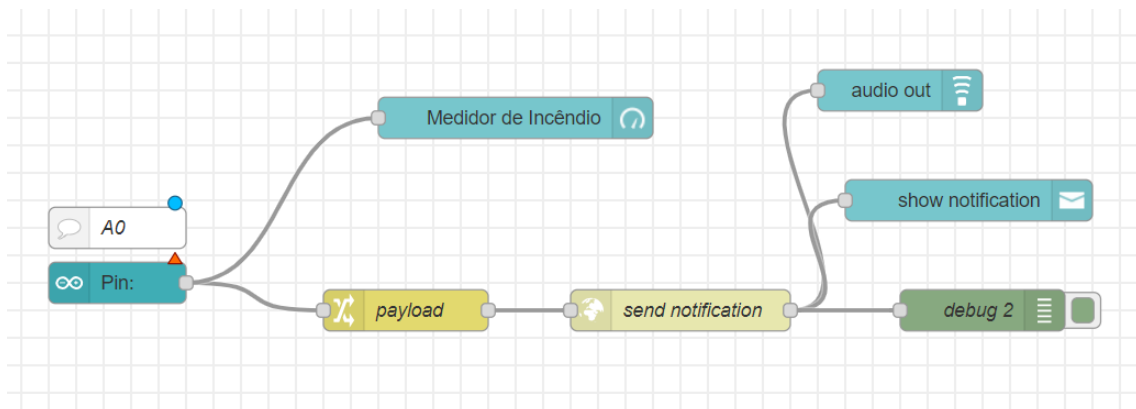 audio out
Medidor de Incêndio
show notification
A0
Pin:
payload
send notification
debug 2